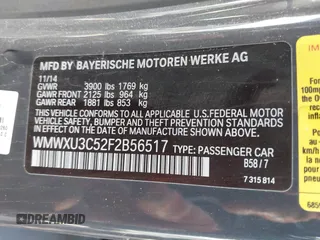 MFD BY BAYERISCHE MOTOREN WERKE AG
11/14
GVWR 3900 lbs 1769 kg
GAWR FRONT 2125 lbs 964 kg
GAWR REAR 1881 lbs 853 kg
THIS VEHICLE CONFORMS TO ALL APPLICABLE
FEDERAL MOTOR VEHICLE SAFETY,
BUMPER, AND THEFT PREVENTION
STANDARDS IN EFFECT ON THE DATE OF
MANUFACTURE SHOWN ABOVE.
WMWXU3C52F2B56517 TYPE: PASSENGER CAR
B58 / 7
7 315 814
DREAMBID